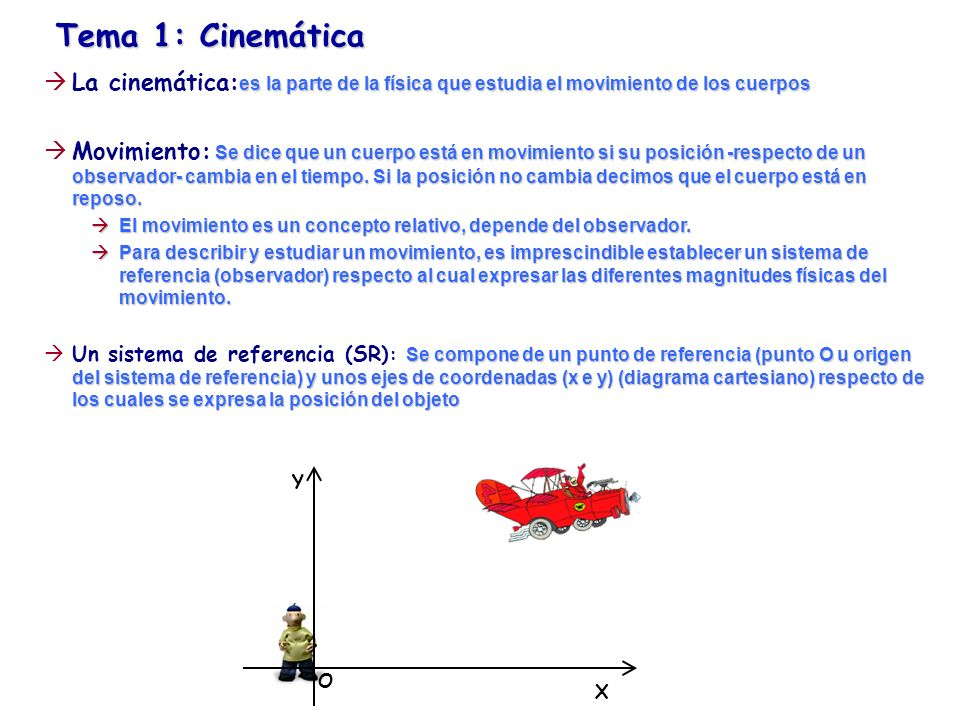 Tema 1: Cinemática
→ La cinemática: es la parte de la física que estudia el movimiento de los cuerpos
→ Movimiento: Se dice que un cuerpo está en movimiento si su posición -respecto de un
observador- cambia en el tiempo. Si la posición no cambia decimos que el cuerpo está en
reposo.
→ El movimiento es un concepto relativo, depende del observador.
→ Para describir y estudiar un movimiento, es imprescindible establecer un sistema de
referencia (observador) respecto al cual expresar las diferentes magnitudes físicas del
movimiento.
→ Un sistema de referencia (SR): Se compone de un punto de referencia (punto O u origen
del sistema de referencia) y unos ejes de coordenadas (x e y) (diagrama cartesiano) respecto de
los cuales se expresa la posición del objeto
Y
O
X